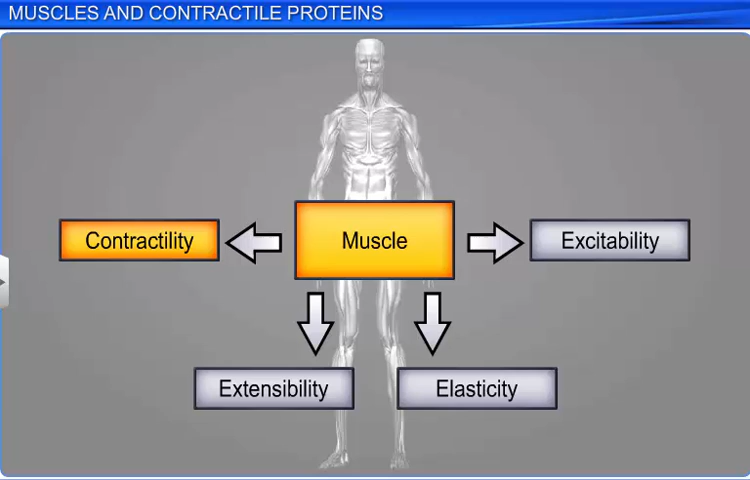 MUSCLES AND CONTRACTILE PROTEINS
Contractility
Muscle
Excitability
Extensibility
Elasticity